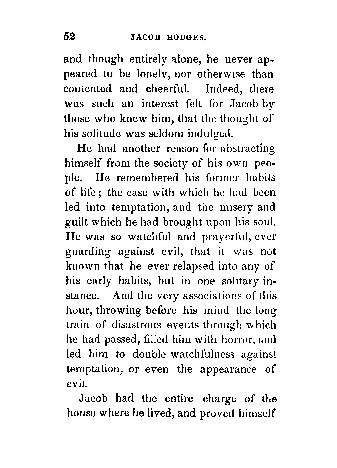 52 JACOB HODGES.
and though entirely alone, he never ap-
peared to be lonely, nor otherwise than
contented and cheerful. Indeed, there
was such an interest felt for Jacob by
those who knew him, that the thought of
his solitude was seldom indulged.
He had another reason for abstracting
himself from the society of his own peo-
ple. He remembered his former habits
of life; the ease with which he had been
led into temptation, and the misery and
guilt which he had brought upon his soul.
He was so watchful and prayerful, ever
guarding against evil, that it was not
known that he ever relapsed into any of
his early habits, but in one solitary in-
stance. And the very associations of this
hour, throwing before his mind the long
train of disastrous events through which
he had passed, filled him with horror, and
led him to double watchfulness against
temptation, or even the appearance of
evil.
Jacob had the entire charge of the
house where he lived, and proved himself